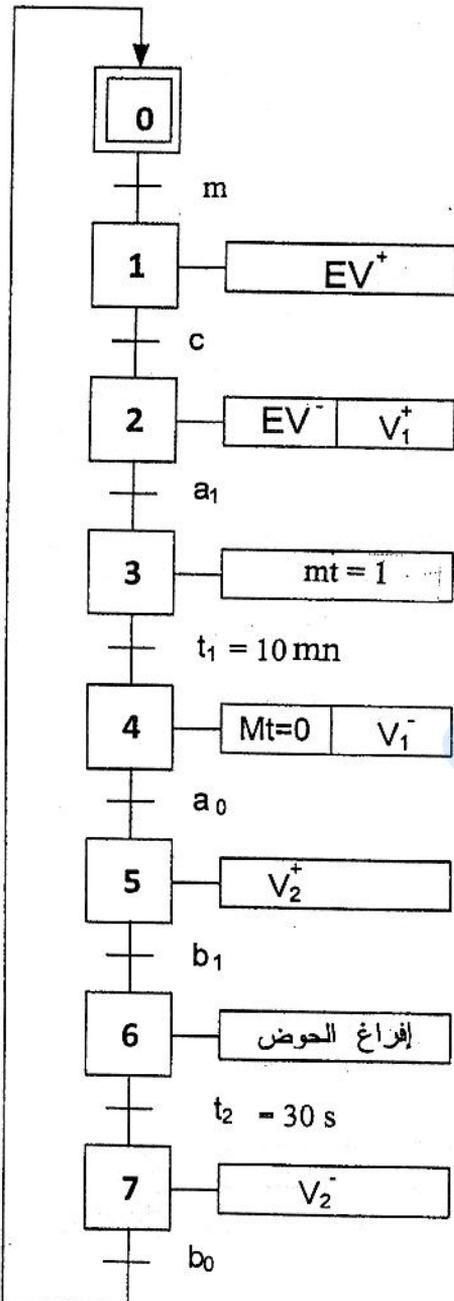 0
m
1 EV⁺
c
2 EV⁻ V₁⁺
a₁
3 mt = 1
t₁ = 10 mn
4 Mt=0 V₁⁻
a₀
5 V₂⁺
b₁
6 إفراغ الحوض
t₂ = 30 s
7 V₂⁻
b₀